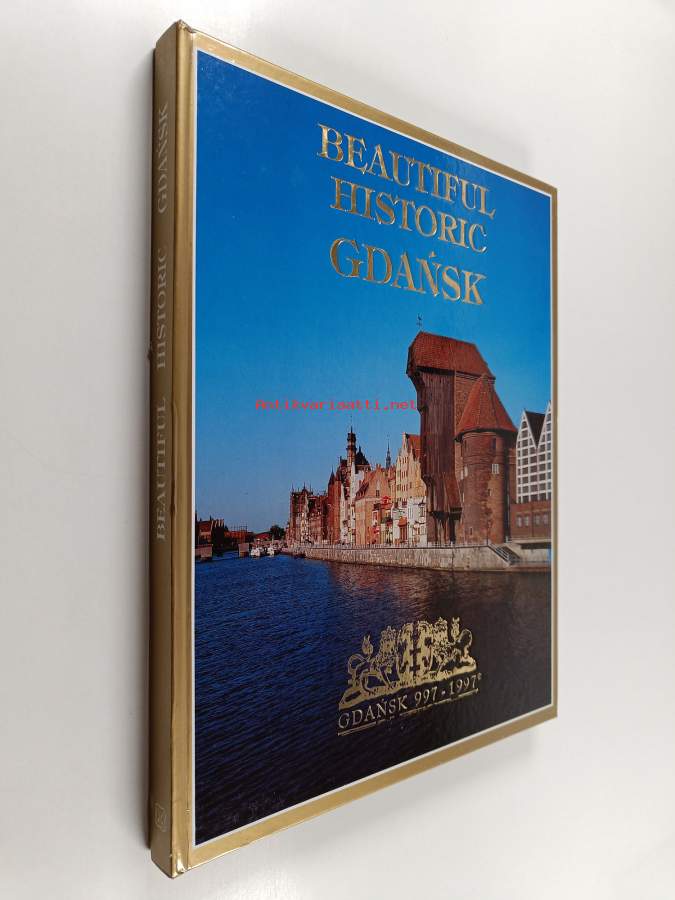 BEAUTIFUL
HISTORIC
GDAŃSK
BEAUTIFUL HISTORIC GDAŃSK
Antikvariaatti.net
GDAŃSK 997 - 1997